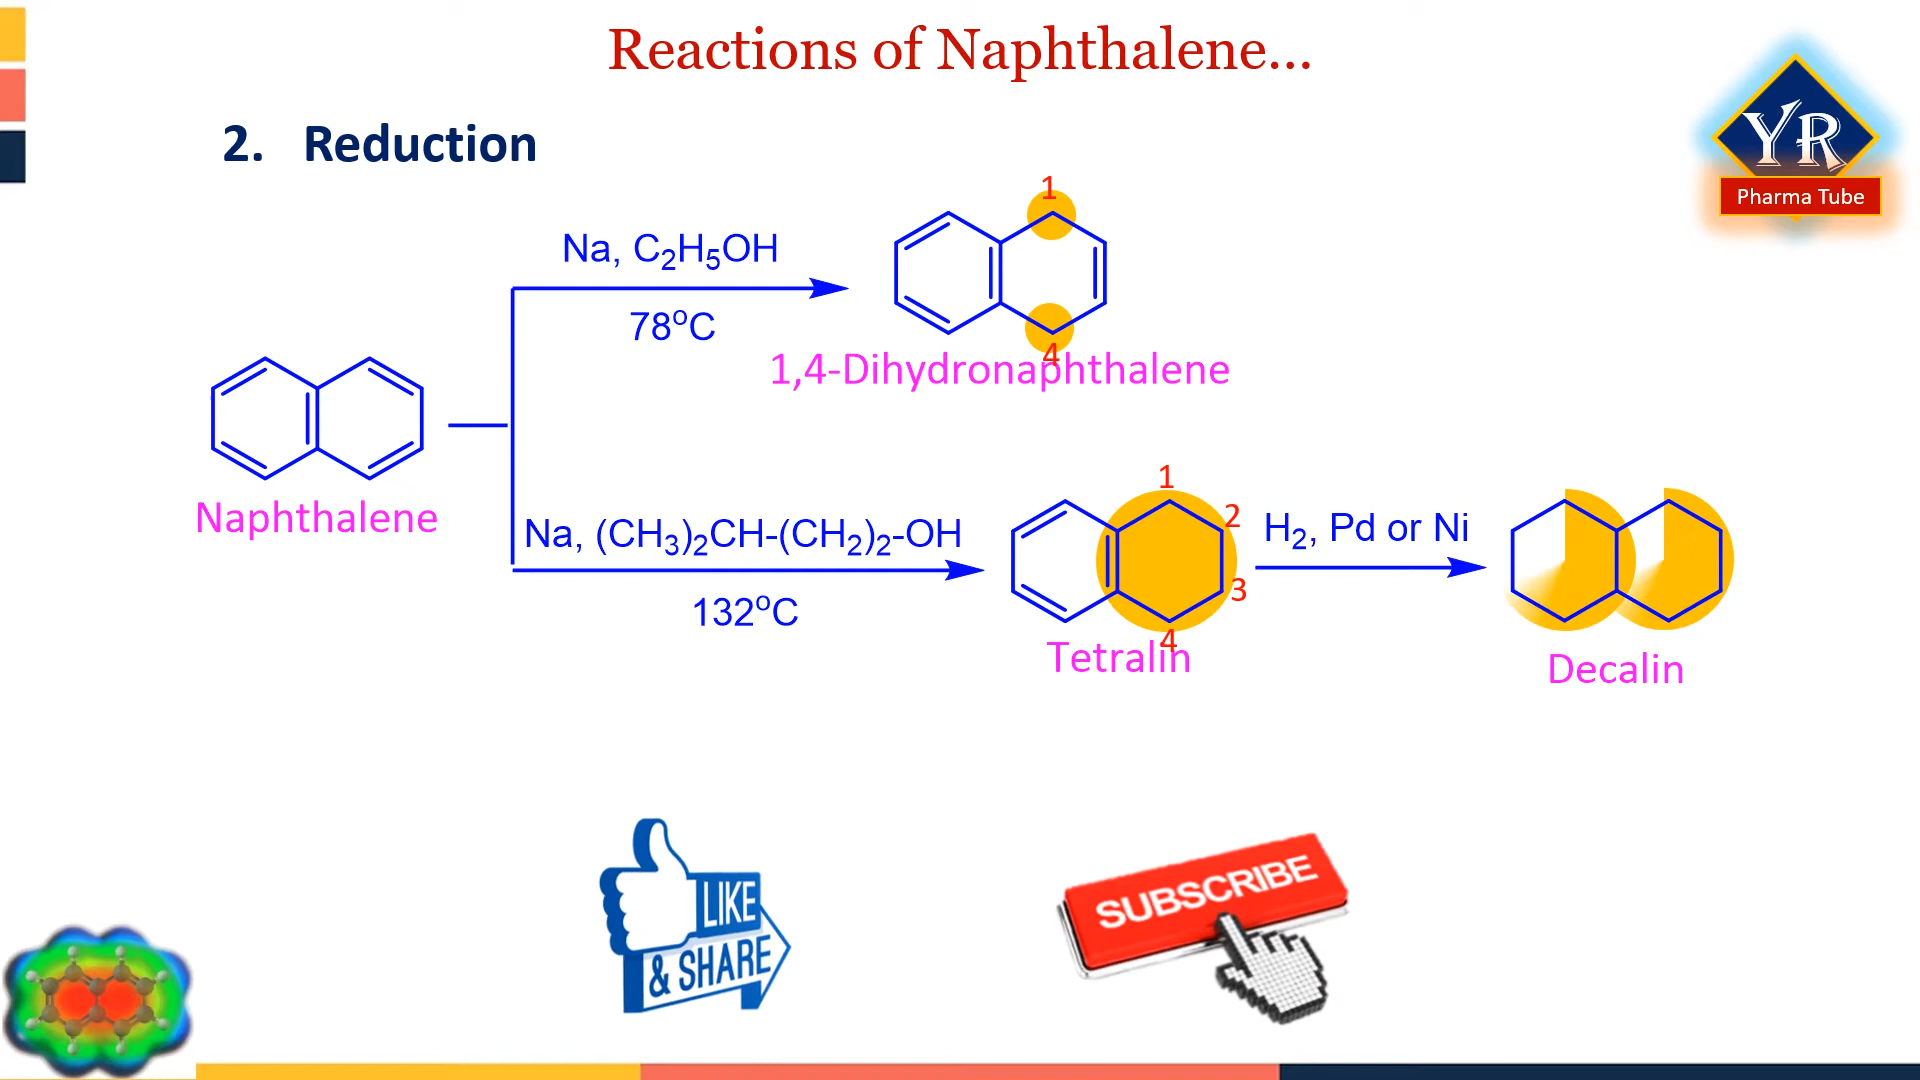 Reactions of Naphthalene...
YR
Pharma Tube
2. Reduction
Na, C₂H₅OH
78°C
1
4
1,4-Dihydronaphthalene
Naphthalene
Na, (CH₃)₂CH-(CH₂)₂-OH
132°C
1
2
3
4
Tetralin
H₂, Pd or Ni
Decalin
LIKE
& SHARE
SUBSCRIBE